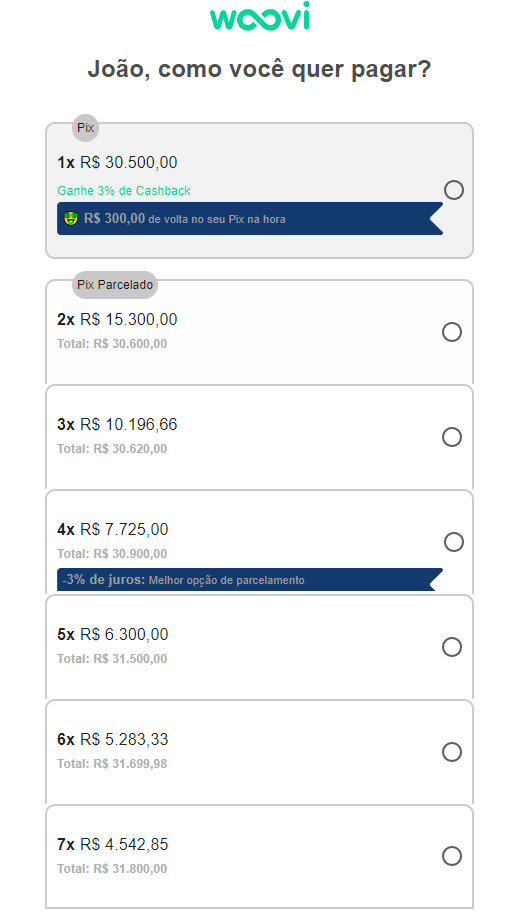 woovi
João, como você quer pagar?
Pix
1x R$ 30.500,00
Ganhe 3% de Cashback
🤑 R$ 300,00 de volta no seu Pix na hora
Pix Parcelado
2x R$ 15.300,00
Total: R$ 30.600,00
3x R$ 10.196,66
Total: R$ 30.620,00
4x R$ 7.725,00
Total: R$ 30.900,00
-3% de juros: Melhor opção de parcelamento
5x R$ 6.300,00
Total: R$ 31.500,00
6x R$ 5.283,33
Total: R$ 31.699,98
7x R$ 4.542,85
Total: R$ 31.800,00